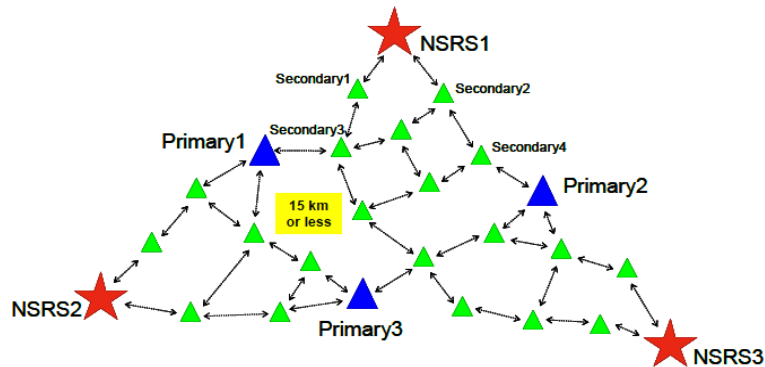 NSRS1
Secondary1
Secondary2
Primary1
Secondary3
Secondary4
Primary2
15 km
or less
NSRS2
Primary3
NSRS3